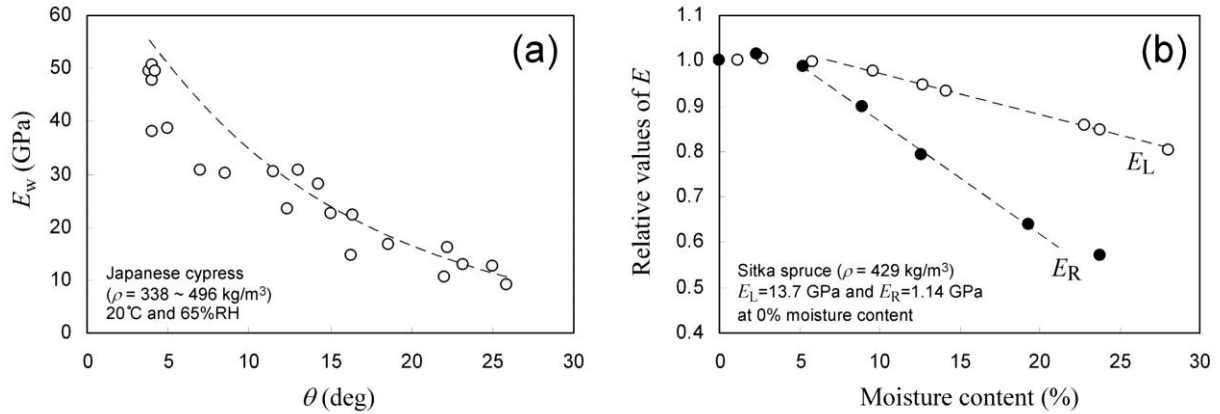 (a)
60
50
40
30
20
10
0
E_w (GPa)
Japanese cypress
(ρ = 338 ~ 496 kg/m³)
20℃ and 65%RH
0 5 10 15 20 25 30
θ (deg)
(b)
1.1
1.0
0.9
0.8
0.7
0.6
0.5
0.4
Relative values of E
E_L
E_R
Sitka spruce (ρ = 429 kg/m³)
E_L=13.7 GPa and E_R=1.14 GPa
at 0% moisture content
0 5 10 15 20 25 30
Moisture content (%)